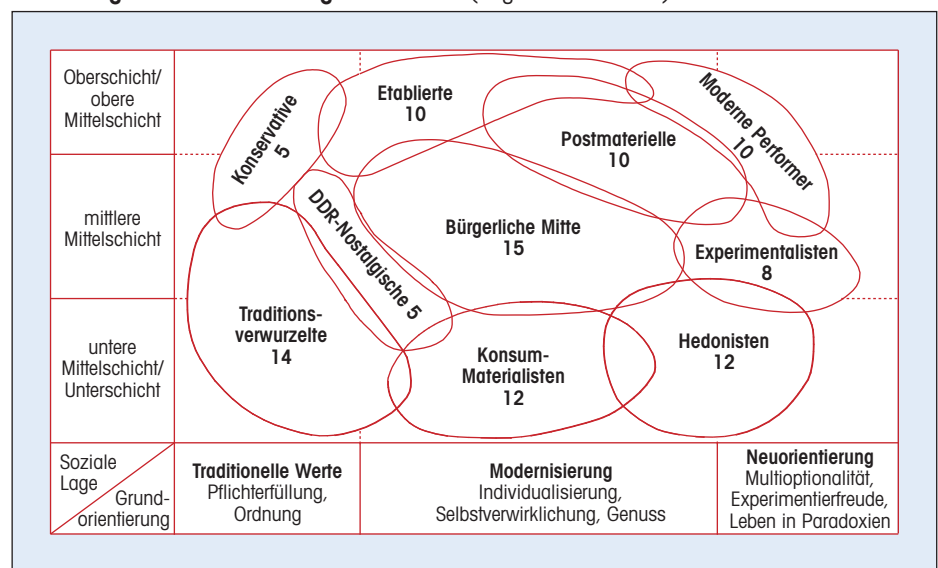 Oberschicht/
obere
Mittelschicht
Konservative
5
Etablierte
10
Postmaterielle
10
Moderne Performer
10
mittlere
Mittelschicht
DDR-Nostalgische 5
Bürgerliche Mitte
15
Experimentalisten
8
untere
Mittelschicht/
Unterschicht
Traditions-
verwurzelte
14
Konsum-
Materialisten
12
Hedonisten
12
Soziale
Lage
Grund-
orientierung
Traditionelle Werte
Pflichterfüllung,
Ordnung
Modernisierung
Individualisierung,
Selbstverwirklichung, Genuss
Neuorientierung
Multioptionalität,
Experimentierfreude,
Leben in Paradoxien